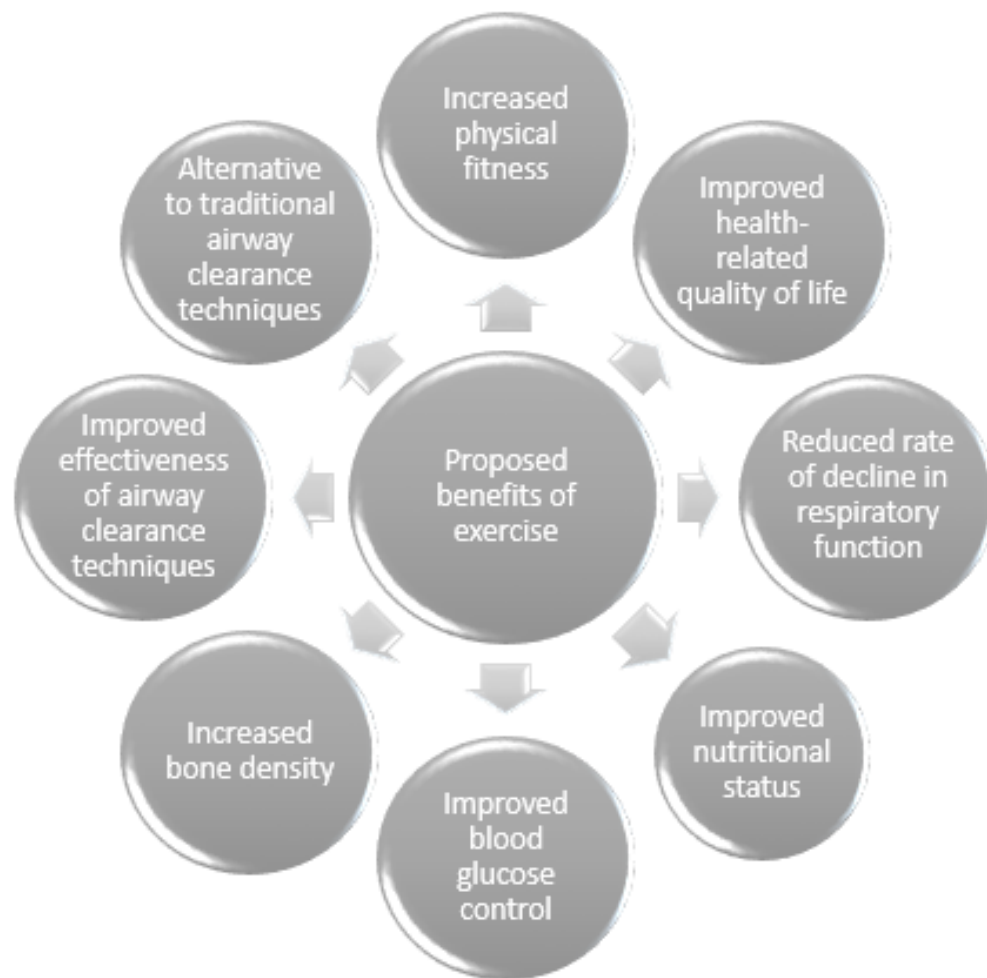 Increased
physical
fitness
Improved
health-
related
quality of life
Reduced rate
of decline in
respiratory
function
Improved
nutritional
status
Improved
blood
glucose
control
Increased
bone density
Improved
effectiveness
of airway
clearance
techniques
Alternative
to traditional
airway
clearance
techniques
Proposed
benefits of
exercise